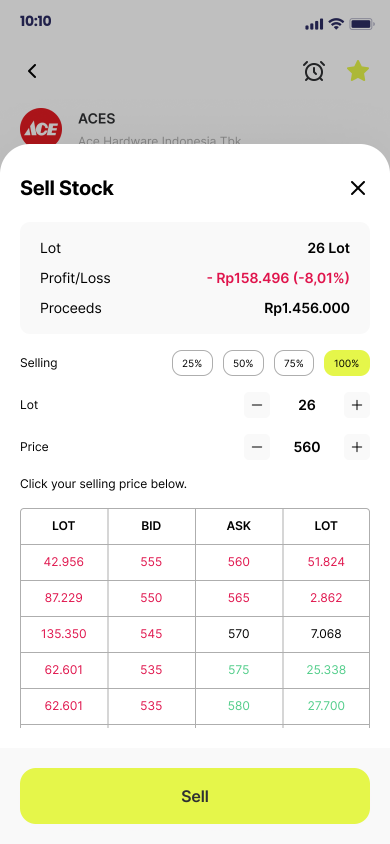 10:10
ACE
ACES
Ace Hardware Indonesia Tbk
Sell Stock
Lot 26 Lot
Profit/Loss - Rp158.496 (-8,01%)
Proceeds Rp1.456.000
Selling 25% 50% 75% 100%
Lot − 26 +
Price − 560 +
Click your selling price below.
LOT BID ASK LOT
42.956 555 560 51.824
87.229 550 565 2.862
135.350 545 570 7.068
62.601 535 575 25.338
62.601 535 580 27.700
Sell